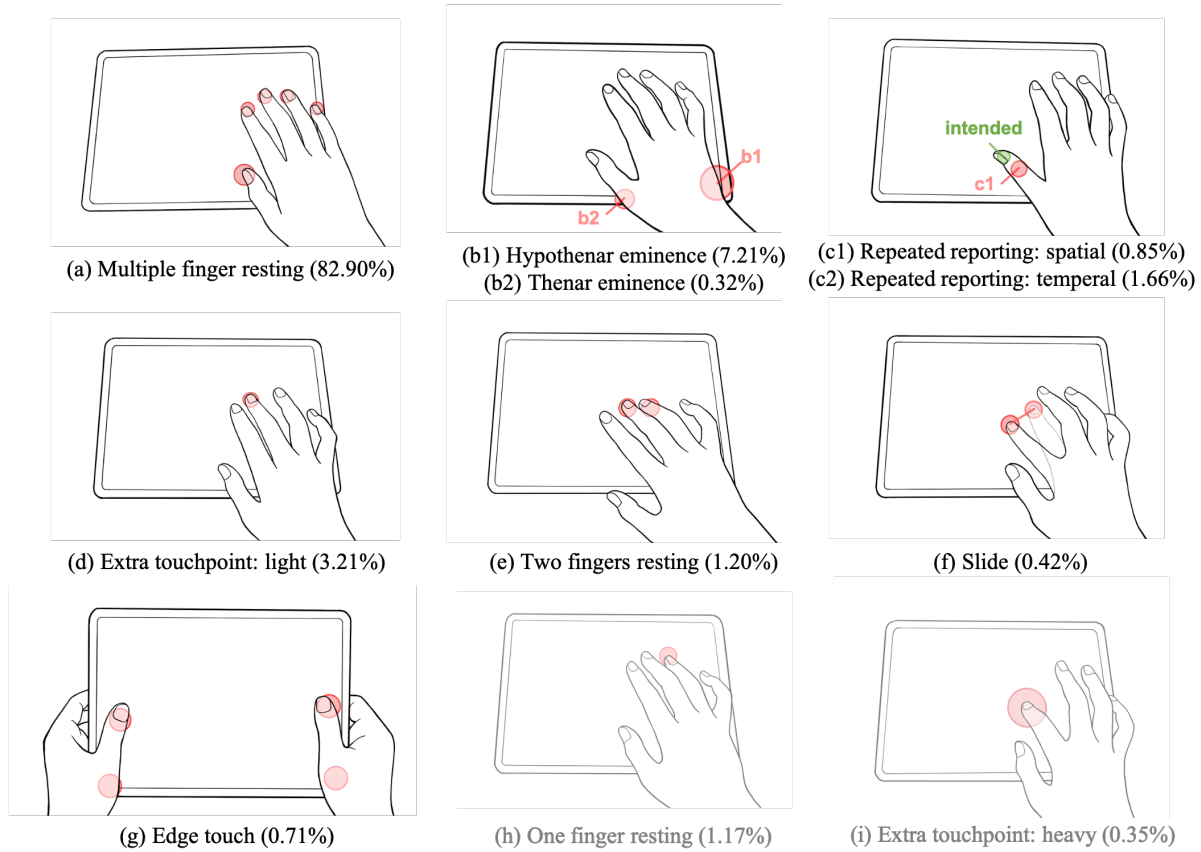 intended
b1
c1
b2
(a) Multiple finger resting (82.90%)
(b1) Hypothenar eminence (7.21%)
(b2) Thenar eminence (0.32%)
(c1) Repeated reporting: spatial (0.85%)
(c2) Repeated reporting: temperal (1.66%)
(d) Extra touchpoint: light (3.21%)
(e) Two fingers resting (1.20%)
(f) Slide (0.42%)
(g) Edge touch (0.71%)
(h) One finger resting (1.17%)
(i) Extra touchpoint: heavy (0.35%)